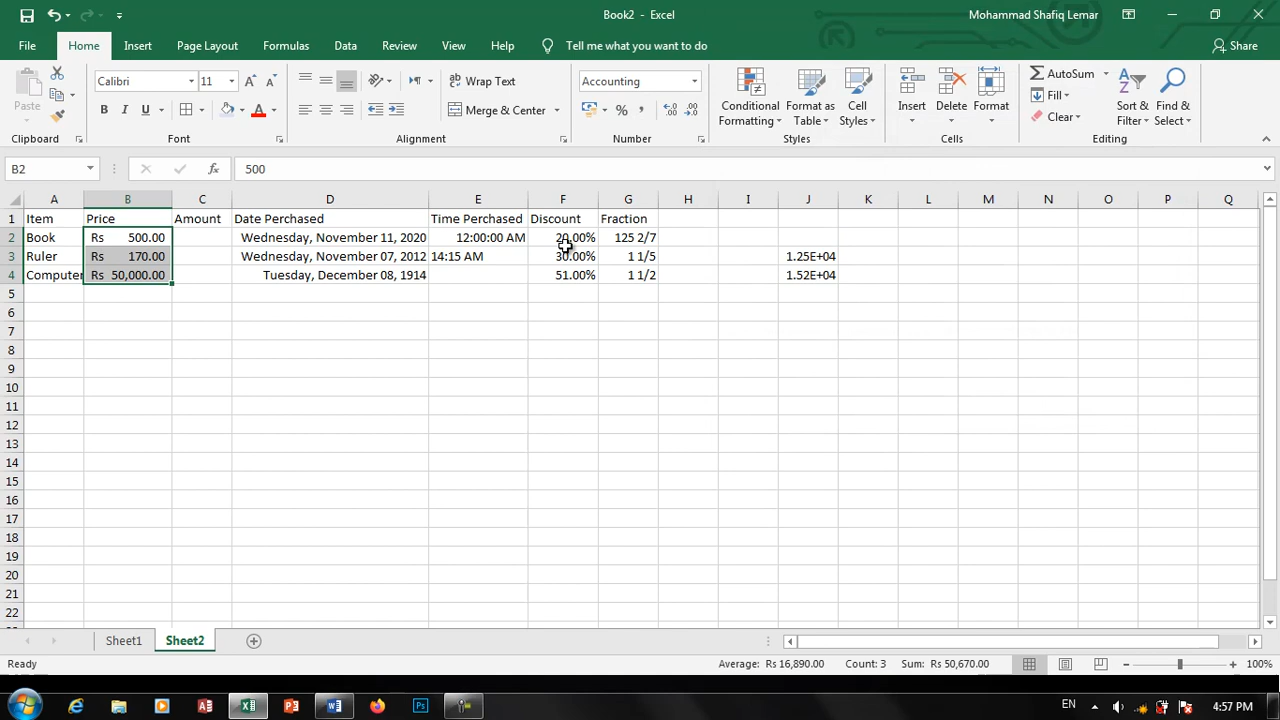 Book2 - Excel
Mohammad Shafiq Lemar
File Home Insert Page Layout Formulas Data Review View Help Tell me what you want to do Share
Paste
Clipboard
Calibri 11
B I U A
Font
Wrap Text
Merge & Center
Alignment
Accounting
%
Number
Conditional Formatting
Format as Table
Cell Styles
Styles
Insert
Delete
Format
Cells
AutoSum
Fill
Clear
Sort & Filter
Find & Select
Editing
B2 fx 500
A B C D E F G H I J K L M N O P Q
1 Item Price Amount Date Perchased Time Perchased Discount Fraction
2 Book Rs 500.00 Wednesday, November 11, 2020 12:00:00 AM 20.00% 125 2/7
3 Ruler Rs 170.00 Wednesday, November 07, 2012 14:15 AM 30.00% 1 1/5 1.25E+04
4 Computer Rs 50,000.00 Tuesday, December 08, 1914 51.00% 1 1/2 1.52E+04
5
6
7
8
9
10
11
12
13
14
15
16
17
18
19
20
21
22
Sheet1 Sheet2
Ready Average: Rs 16,890.00 Count: 3 Sum: Rs 50,670.00 100%
EN 4:57 PM